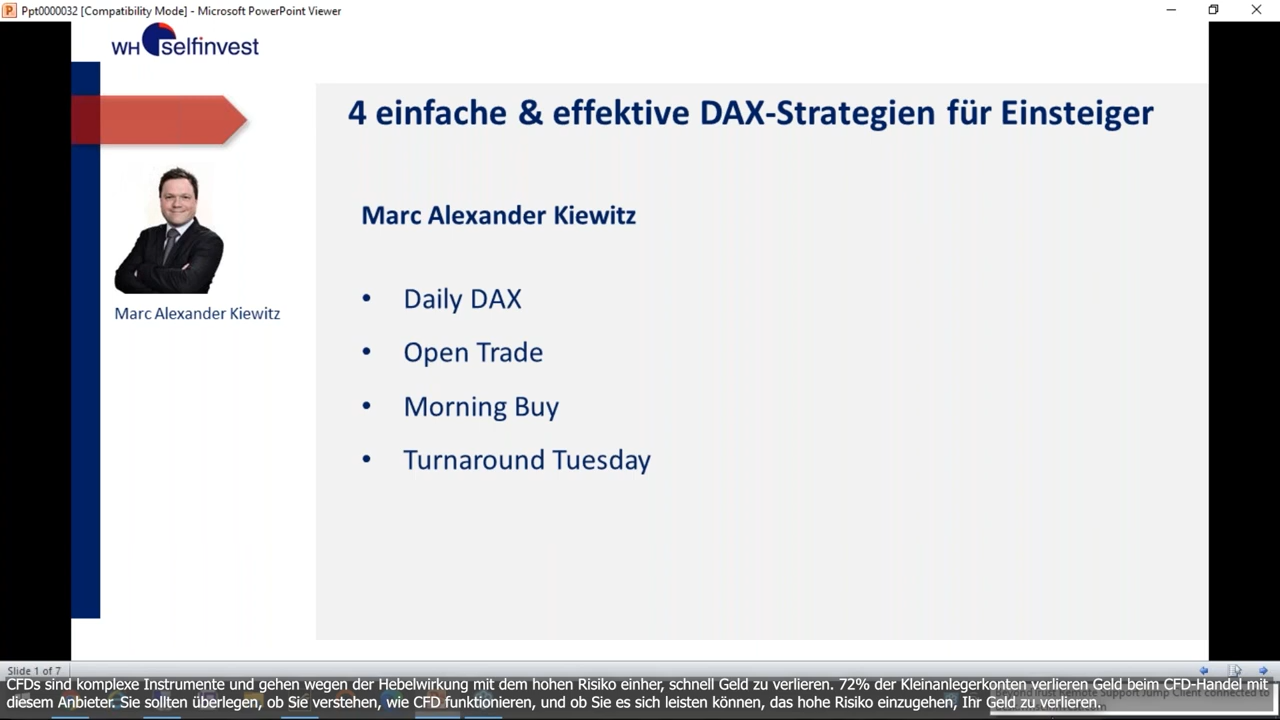 Ppt0000032 [Compatibility Mode] - Microsoft PowerPoint Viewer
WH selfinvest
4 einfache & effektive DAX-Strategien für Einsteiger
Marc Alexander Kiewitz
• Daily DAX
Marc Alexander Kiewitz
• Open Trade
• Morning Buy
• Turnaround Tuesday
Slide 1 of 7
CFDs sind komplexe Instrumente und gehen wegen der Hebelwirkung mit dem hohen Risiko einher, schnell Geld zu verlieren. 72% der Kleinanlegerkonten verlieren Geld beim CFD-Handel mit
diesem Anbieter. Sie sollten überlegen, ob Sie verstehen, wie CFD funktionieren, und ob Sie es sich leisten können, das hohe Risiko einzugehen, Ihr Geld zu verlieren.